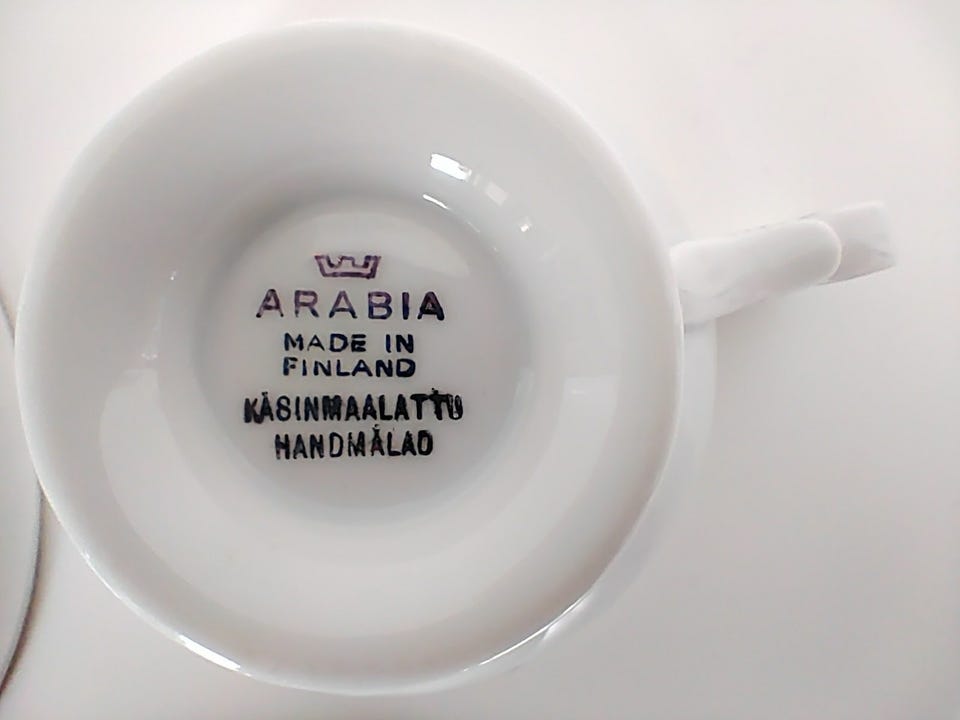 ARABIA
MADE IN
FINLAND
KÄSINMAALATTU
HANDMÅLAD